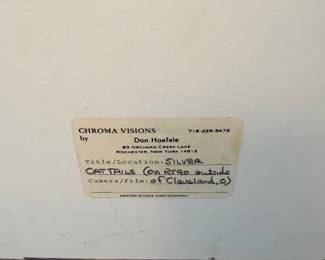 CHROMA VISIONS 716-225-5472
by Don Haefele
93 ORCHARD CREEK LANE
ROCHESTER, NEW YORK 14612
Title/Location: SILVER
CATTAILS (on RT90 outside
Camera/Film: of Cleveland, O)
DECOR/STOCK PHOTOGRAPHY